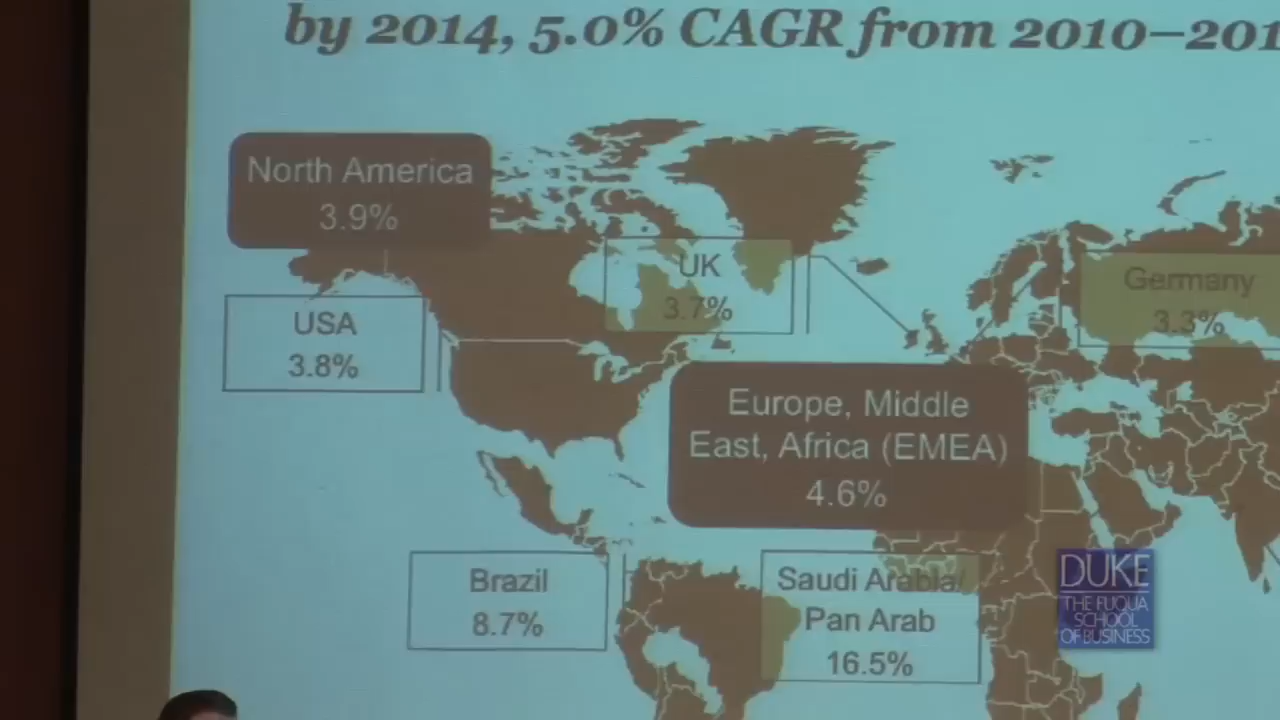 by 2014, 5.0% CAGR from 2010–201
North America
3.9%
UK
3.7%
Germany
3.3%
USA
3.8%
Europe, Middle
East, Africa (EMEA)
4.6%
Brazil
8.7%
Saudi Arabia/
Pan Arab
16.5%
DUKE
THE FUQUA
SCHOOL
OF BUSINESS